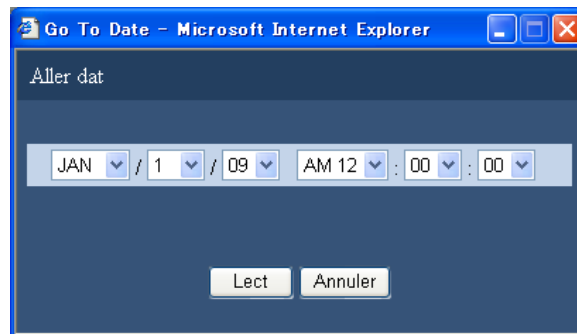 Go To Date - Microsoft Internet Explorer
Aller dat
JAN / 1 / 09 AM 12 : 00 : 00
Lect Annuler